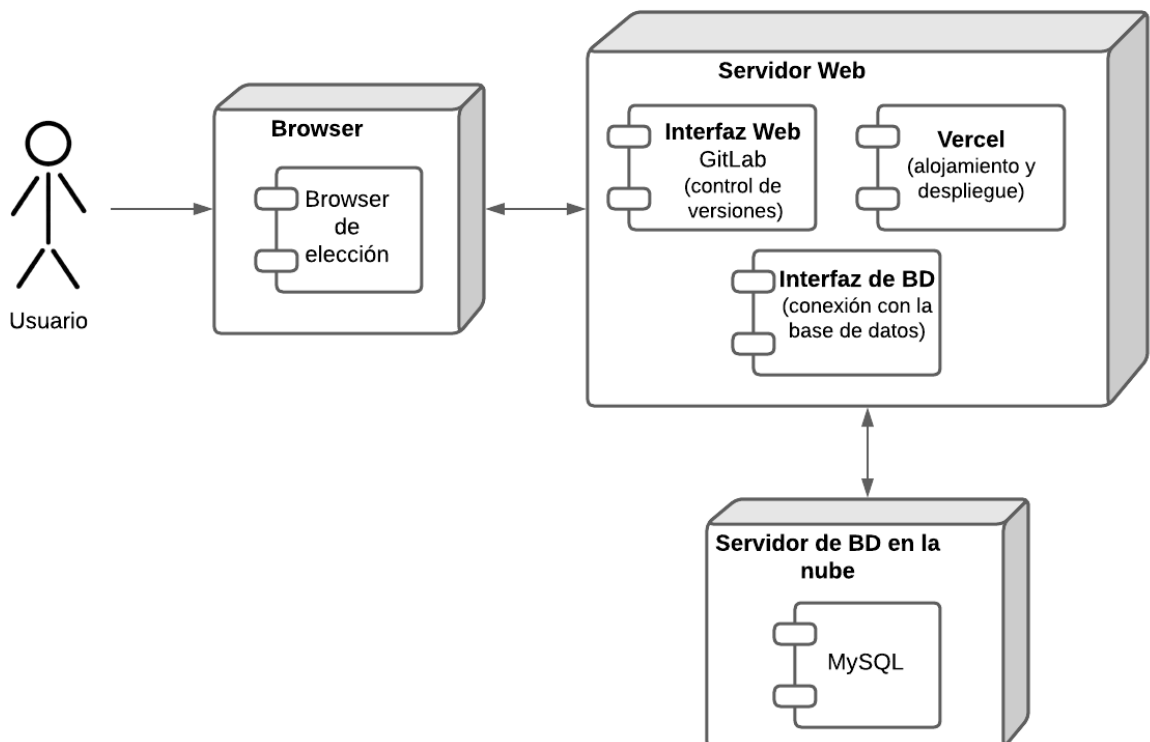 Usuario
Browser
Browser
de
elección
Servidor Web
Interfaz Web
GitLab
(control de
versiones)
Vercel
(alojamiento y
despliegue)
Interfaz de BD
(conexión con la
base de datos)
Servidor de BD en la
nube
MySQL